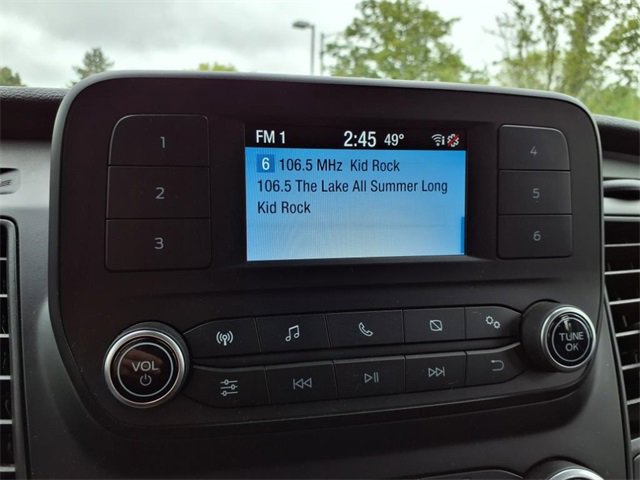 FM 1 2:45 49°
6 106.5 MHz Kid Rock
106.5 The Lake All Summer Long
Kid Rock
1
2
3
4
5
6
VOL
TUNE
OK